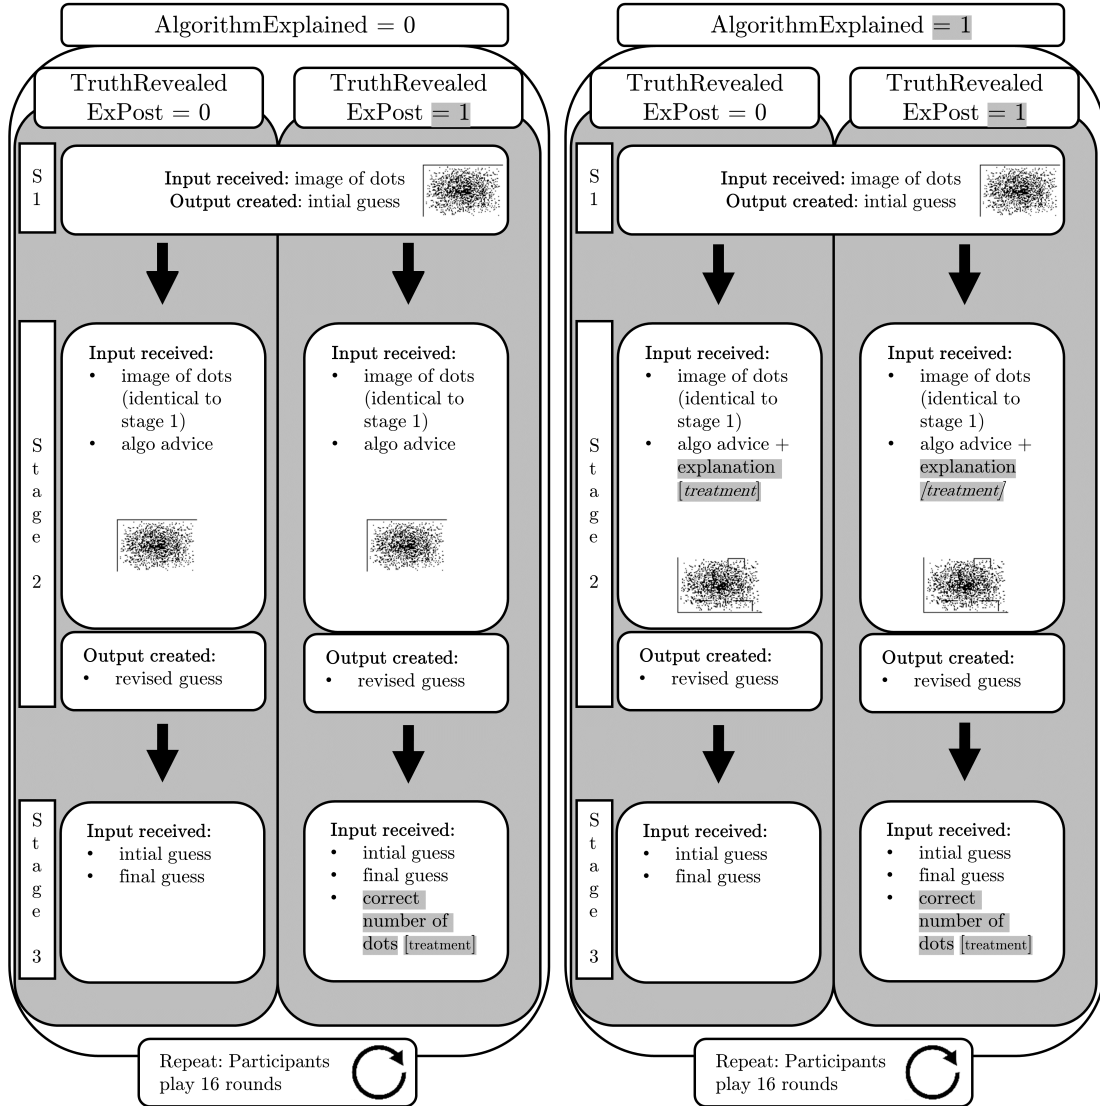 AlgorithmExplained = 0
TruthRevealed
ExPost = 0
TruthRevealed
ExPost = 1
S
1
Input received: image of dots
Output created: intial guess
Stage 2
Input received:
• image of dots
(identical to
stage 1)
• algo advice
Output created:
• revised guess
Input received:
• image of dots
(identical to
stage 1)
• algo advice
Output created:
• revised guess
Stage 3
Input received:
• intial guess
• final guess
Input received:
• intial guess
• final guess
• correct
number of
dots [treatment]
Repeat: Participants
play 16 rounds
AlgorithmExplained = 1
TruthRevealed
ExPost = 0
TruthRevealed
ExPost = 1
S
1
Input received: image of dots
Output created: intial guess
Stage 2
Input received:
• image of dots
(identical to
stage 1)
• algo advice +
explanation
[treatment]
Output created:
• revised guess
Input received:
• image of dots
(identical to
stage 1)
• algo advice +
explanation
[treatment]
Output created:
• revised guess
Stage 3
Input received:
• intial guess
• final guess
Input received:
• intial guess
• final guess
• correct
number of
dots [treatment]
Repeat: Participants
play 16 rounds